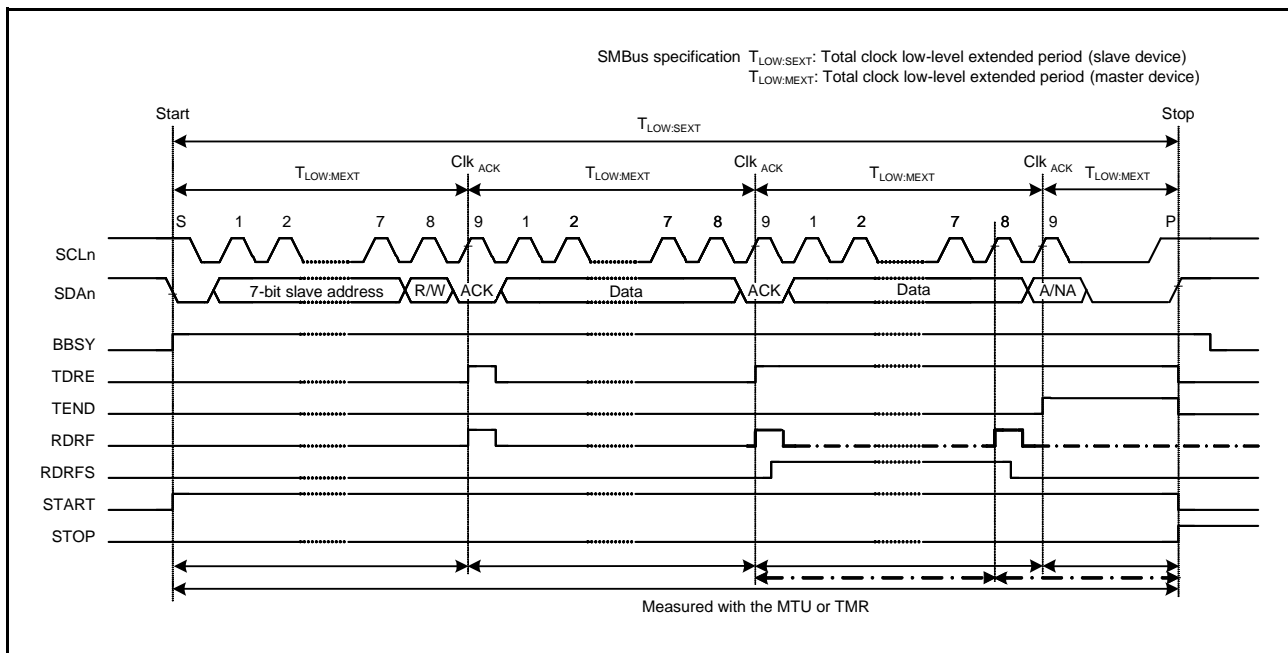 SMBus specification T_LOW:SEXT: Total clock low-level extended period (slave device)
T_LOW:MEXT: Total clock low-level extended period (master device)
Start Stop
T_LOW:SEXT
Clk ACK Clk ACK Clk ACK
T_LOW:MEXT T_LOW:MEXT T_LOW:MEXT T_LOW:MEXT
S 1 2 7 8 9 1 2 7 8 9 1 2 7 8 9 P
SCLn
SDAn 7-bit slave address R/W ACK Data ACK Data A/NA
BBSY
TDRE
TEND
RDRF
RDRFS
START
STOP
Measured with the MTU or TMR